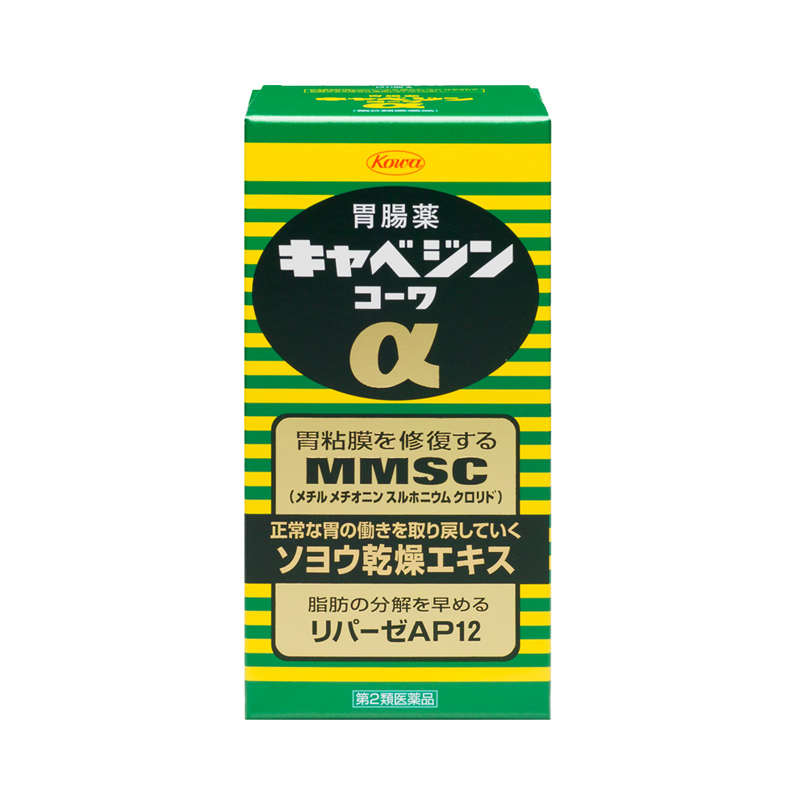 Kowa
胃腸薬
キャベジン
コーワ
α
胃粘膜を修復する
MMSC
(メチル メチオニン スルホニウム クロリド)
正常な胃の働きを取り戻していく
ソヨウ乾燥エキス
脂肪の分解を早める
リパーゼAP12
第2類医薬品